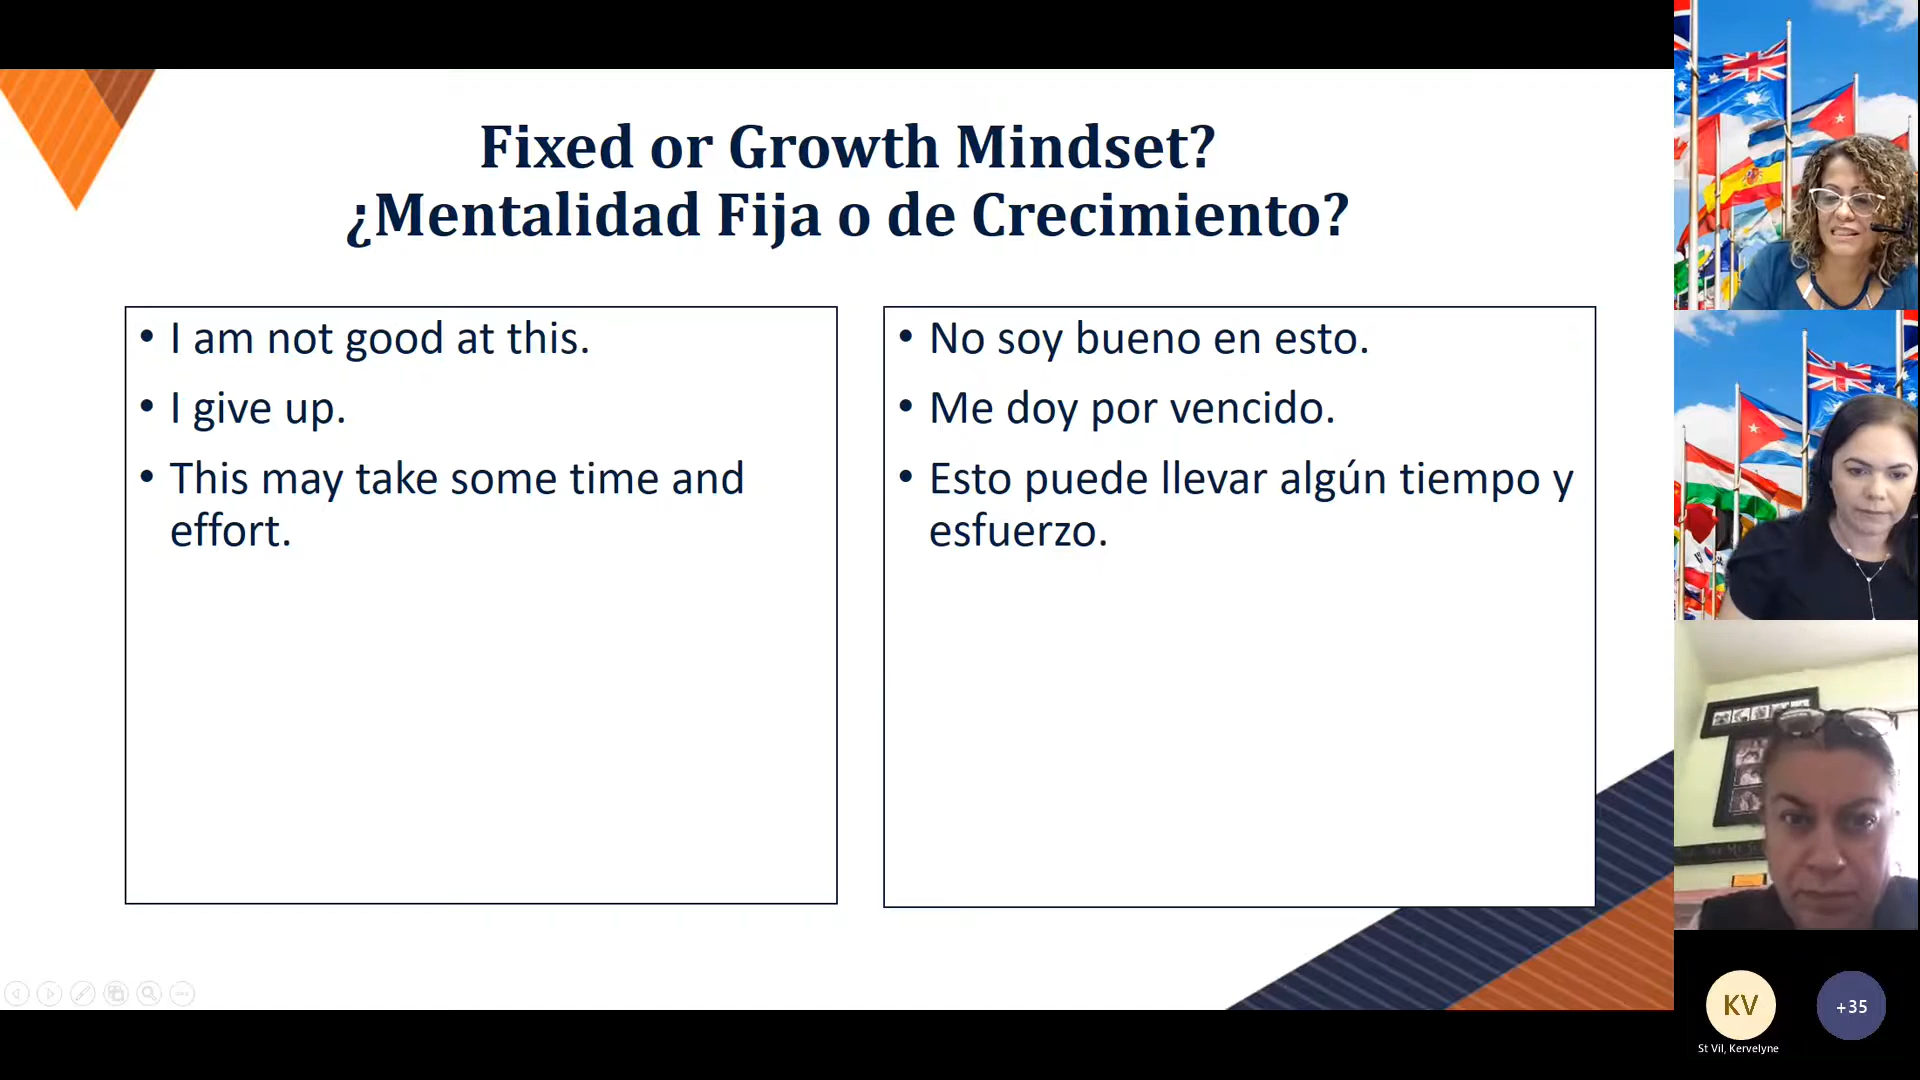 Fixed or Growth Mindset?
¿Mentalidad Fija o de Crecimiento?
• I am not good at this.
• I give up.
• This may take some time and
effort.
• No soy bueno en esto.
• Me doy por vencido.
• Esto puede llevar algún tiempo y
esfuerzo.
KV
+35
St Vil, Kervelyne